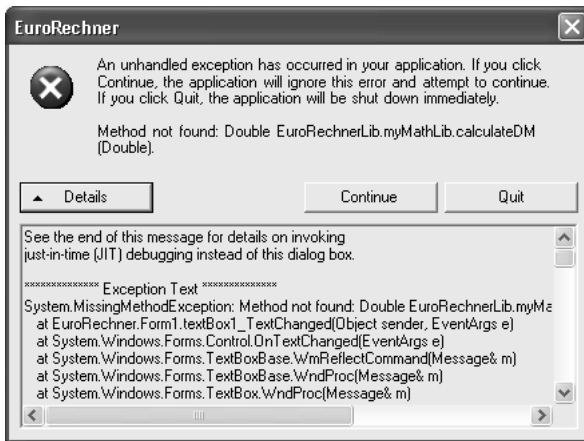 EuroRechner
An unhandled exception has occurred in your application. If you click
Continue, the application will ignore this error and attempt to continue.
If you click Quit, the application will be shut down immediately.
Method not found: Double EuroRechnerLib.myMathLib.calculateDM
(Double).
Details
Continue
Quit
See the end of this message for details on invoking
just-in-time (JIT) debugging instead of this dialog box.
************** Exception Text **************
System.MissingMethodException: Method not found: Double EuroRechnerLib.myMa
at EuroRechner.Form1.textBox1_TextChanged(Object sender, EventArgs e)
at System.Windows.Forms.Control.OnTextChanged(EventArgs e)
at System.Windows.Forms.TextBoxBase.WmReflectCommand(Message& m)
at System.Windows.Forms.TextBoxBase.WndProc(Message& m)
at System.Windows.Forms.TextBox.WndProc(Message& m)